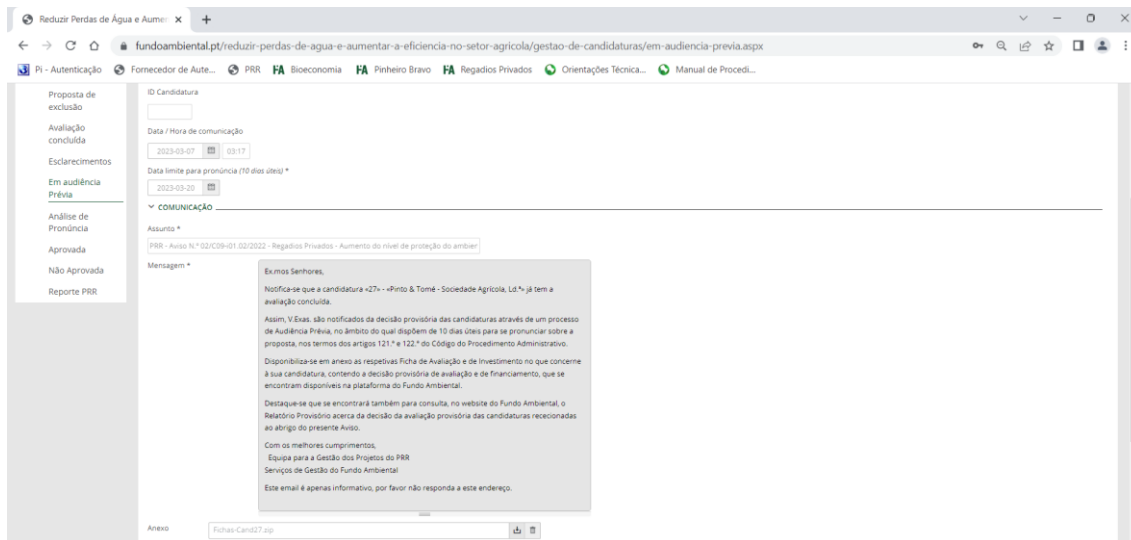 Reduzir Perdas de Água e Aumen
fundoambiental.pt/reduzir-perdas-de-agua-e-aumentar-a-eficiencia-no-setor-agricola/gestao-de-candidaturas/em-audiencia-previa.aspx
Pi - Autenticação Fornecedor de Aute... PRR FA Bioeconomia FA Pinheiro Bravo FA Regadios Privados Orientações Técnica... Manual de Procedi...
Proposta de
exclusão
Avaliação
concluída
Esclarecimentos
Em audiência
Prévia
Análise de
Pronúncia
Aprovada
Não Aprovada
Reporte PRR
ID Candidatura
Data / Hora de comunicação
2023-03-07 03:17
Data limite para pronúncia (10 dias úteis) *
2023-03-20
COMUNICAÇÃO
Assunto *
PRR - Aviso N.º 02/C09-i01.02/2022 - Regadios Privados - Aumento do nível de proteção do ambier
Mensagem *
Ex.mos Senhores,
Notifica-se que a candidatura «27» - «Pinto & Tomé - Sociedade Agrícola, Ld.ª» já tem a
avaliação concluída.
Assim, V.Exas. são notificados da decisão provisória das candidaturas através de um processo
de Audiência Prévia, no âmbito do qual dispõem de 10 dias úteis para se pronunciar sobre a
proposta, nos termos dos artigos 121.º e 122.º do Código do Procedimento Administrativo.
Disponibiliza-se em anexo as respetivas Ficha de Avaliação e de Investimento no que concerne
à sua candidatura, contendo a decisão provisória de avaliação e de financiamento, que se
encontram disponíveis na plataforma do Fundo Ambiental.
Destaque-se que se encontrará também para consulta, no website do Fundo Ambiental, o
Relatório Provisório acerca da decisão da avaliação provisória das candidaturas rececionadas
ao abrigo do presente Aviso.
Com os melhores cumprimentos,
Equipa para a Gestão dos Projetos do PRR
Serviços de Gestão do Fundo Ambiental
Este email é apenas informativo, por favor não responda a este endereço.
Anexo
Fichas-Cand27.zip